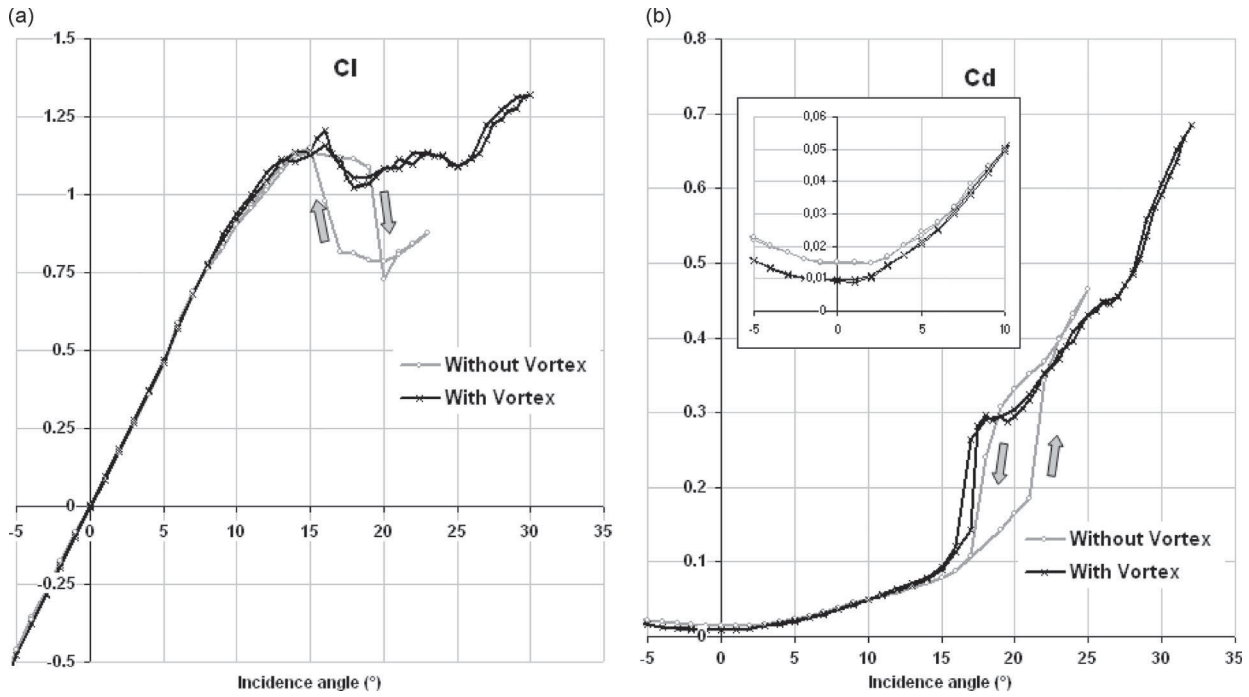 (a)
Cl
1.5
1.25
1
0.75
0.5
0.25
0
-0.25
-0.5
-5 0 5 10 15 20 25 30 35
Without Vortex
With Vortex
Incidence angle (°)
(b)
Cd
0.8
0.7
0.6
0.5
0.4
0.3
0.2
0.1
0
-5 0 5 10 15 20 25 30 35
0,06
0,05
0,04
0,03
0,02
0,01
0
-5 0 5 10
Without Vortex
With Vortex
Incidence angle (°)